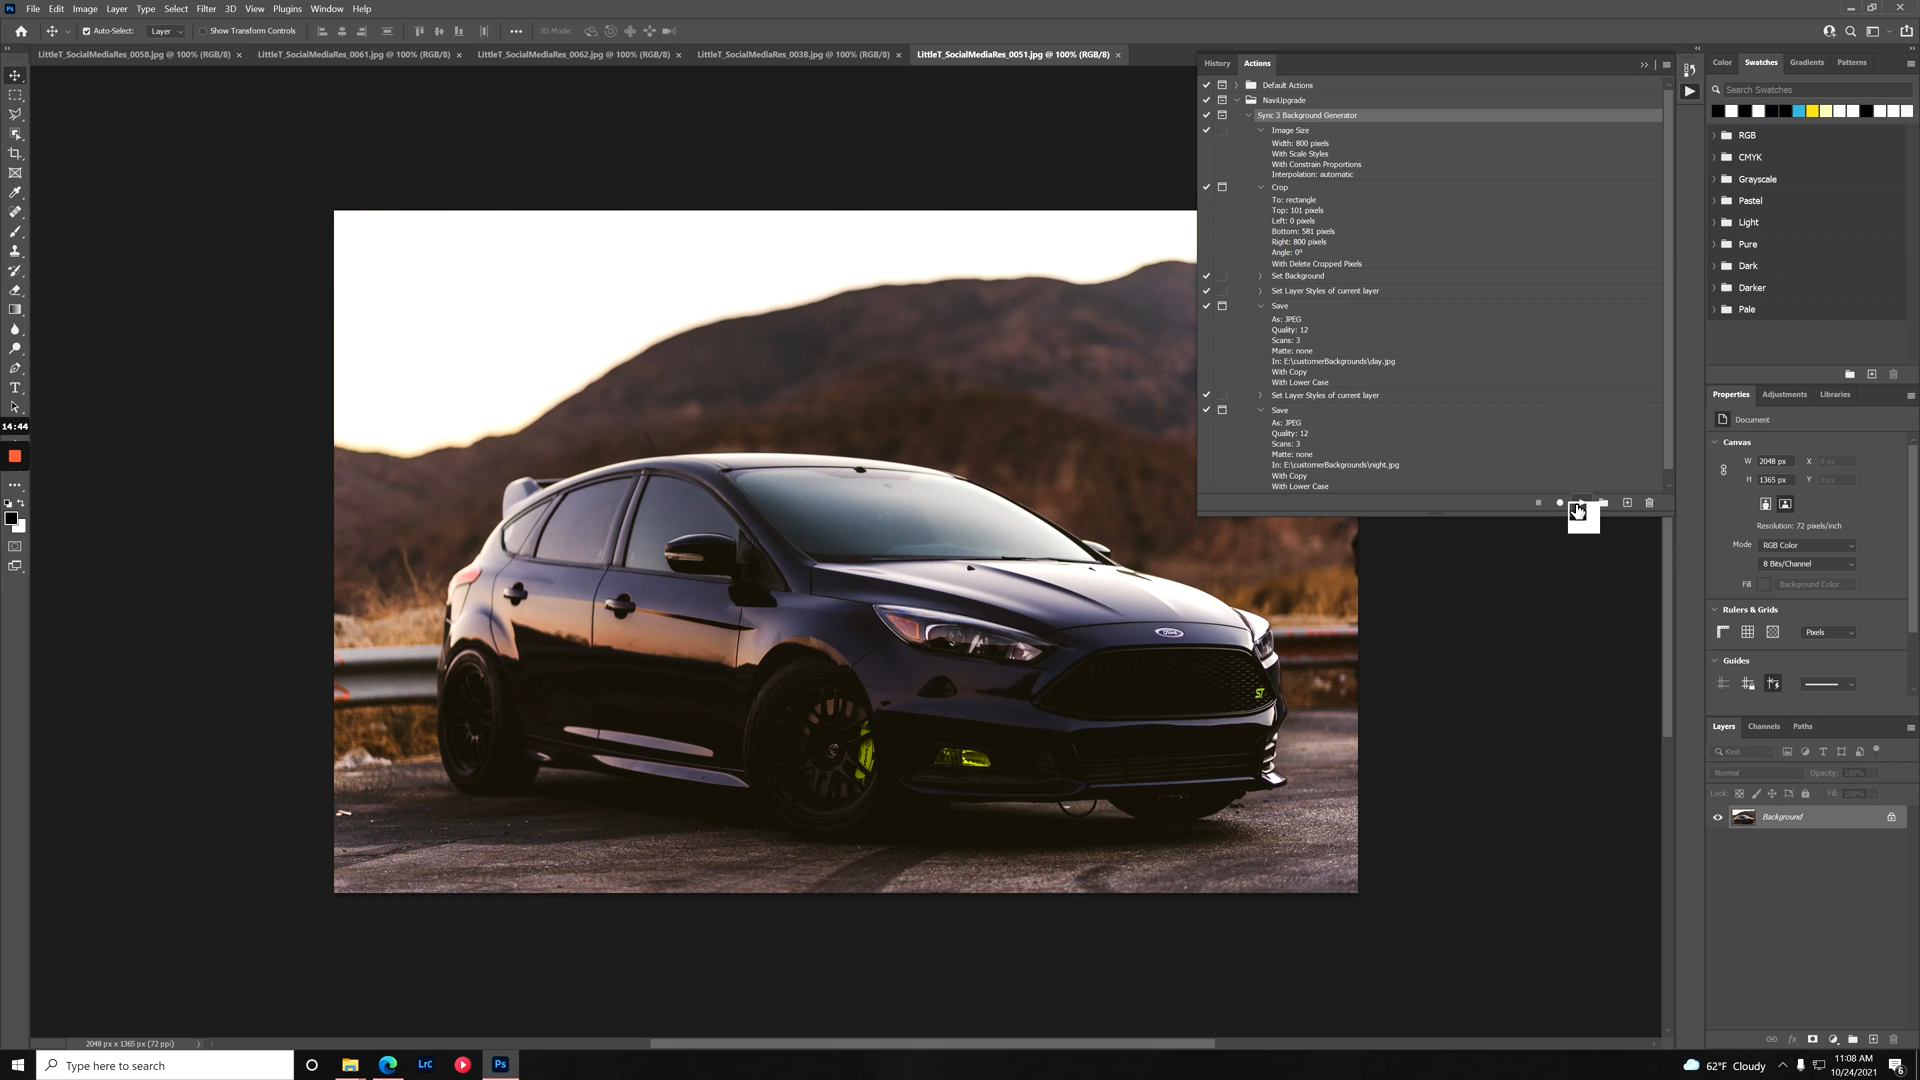 Ps File Edit Image Layer Type Select Filter 3D View Plugins Window Help
Auto-Select: Layer Show Transform Controls 3D Mode:
LittleT_SocialMediaRes_0058.jpg @ 100% (RGB/8) LittleT_SocialMediaRes_0061.jpg @ 100% (RGB/8) LittleT_SocialMediaRes_0062.jpg @ 100% (RGB/8) LittleT_SocialMediaRes_0038.jpg @ 100% (RGB/8) LittleT_SocialMediaRes_0051.jpg @ 100% (RGB/8)
History Actions
Default Actions
NaviUpgrade
Sync 3 Background Generator
Image Size
Width: 800 pixels
With Scale Styles
With Constrain Proportions
Interpolation: automatic
Crop
To: rectangle
Top: 101 pixels
Left: 0 pixels
Bottom: 581 pixels
Right: 800 pixels
Angle: 0°
With Delete Cropped Pixels
Set Background
Set Layer Styles of current layer
Save
As: JPEG
Quality: 12
Scans: 3
Matte: none
In: E:\customerBackgrounds\day.jpg
With Copy
With Lower Case
Set Layer Styles of current layer
Save
As: JPEG
Quality: 12
Scans: 3
Matte: none
In: E:\customerBackgrounds\night.jpg
With Copy
With Lower Case
Color Swatches Gradients Patterns
Search Swatches
RGB
CMYK
Grayscale
Pastel
Light
Pure
Dark
Darker
Pale
Properties Adjustments Libraries
Document
Canvas
W 2048 px X 0 px
H 1365 px Y 0 px
Resolution: 72 pixels/inch
Mode RGB Color
8 Bits/Channel
Fill Background Color
Rulers & Grids
Pixels
Guides
Layers Channels Paths
Kind
Normal Opacity: 100%
Lock: Fill: 100%
Background
14:44
Ford
ST
2048 px x 1365 px (72 ppi)
Type here to search
LrC
Ps
62°F Cloudy
11:08 AM
10/24/2021
6